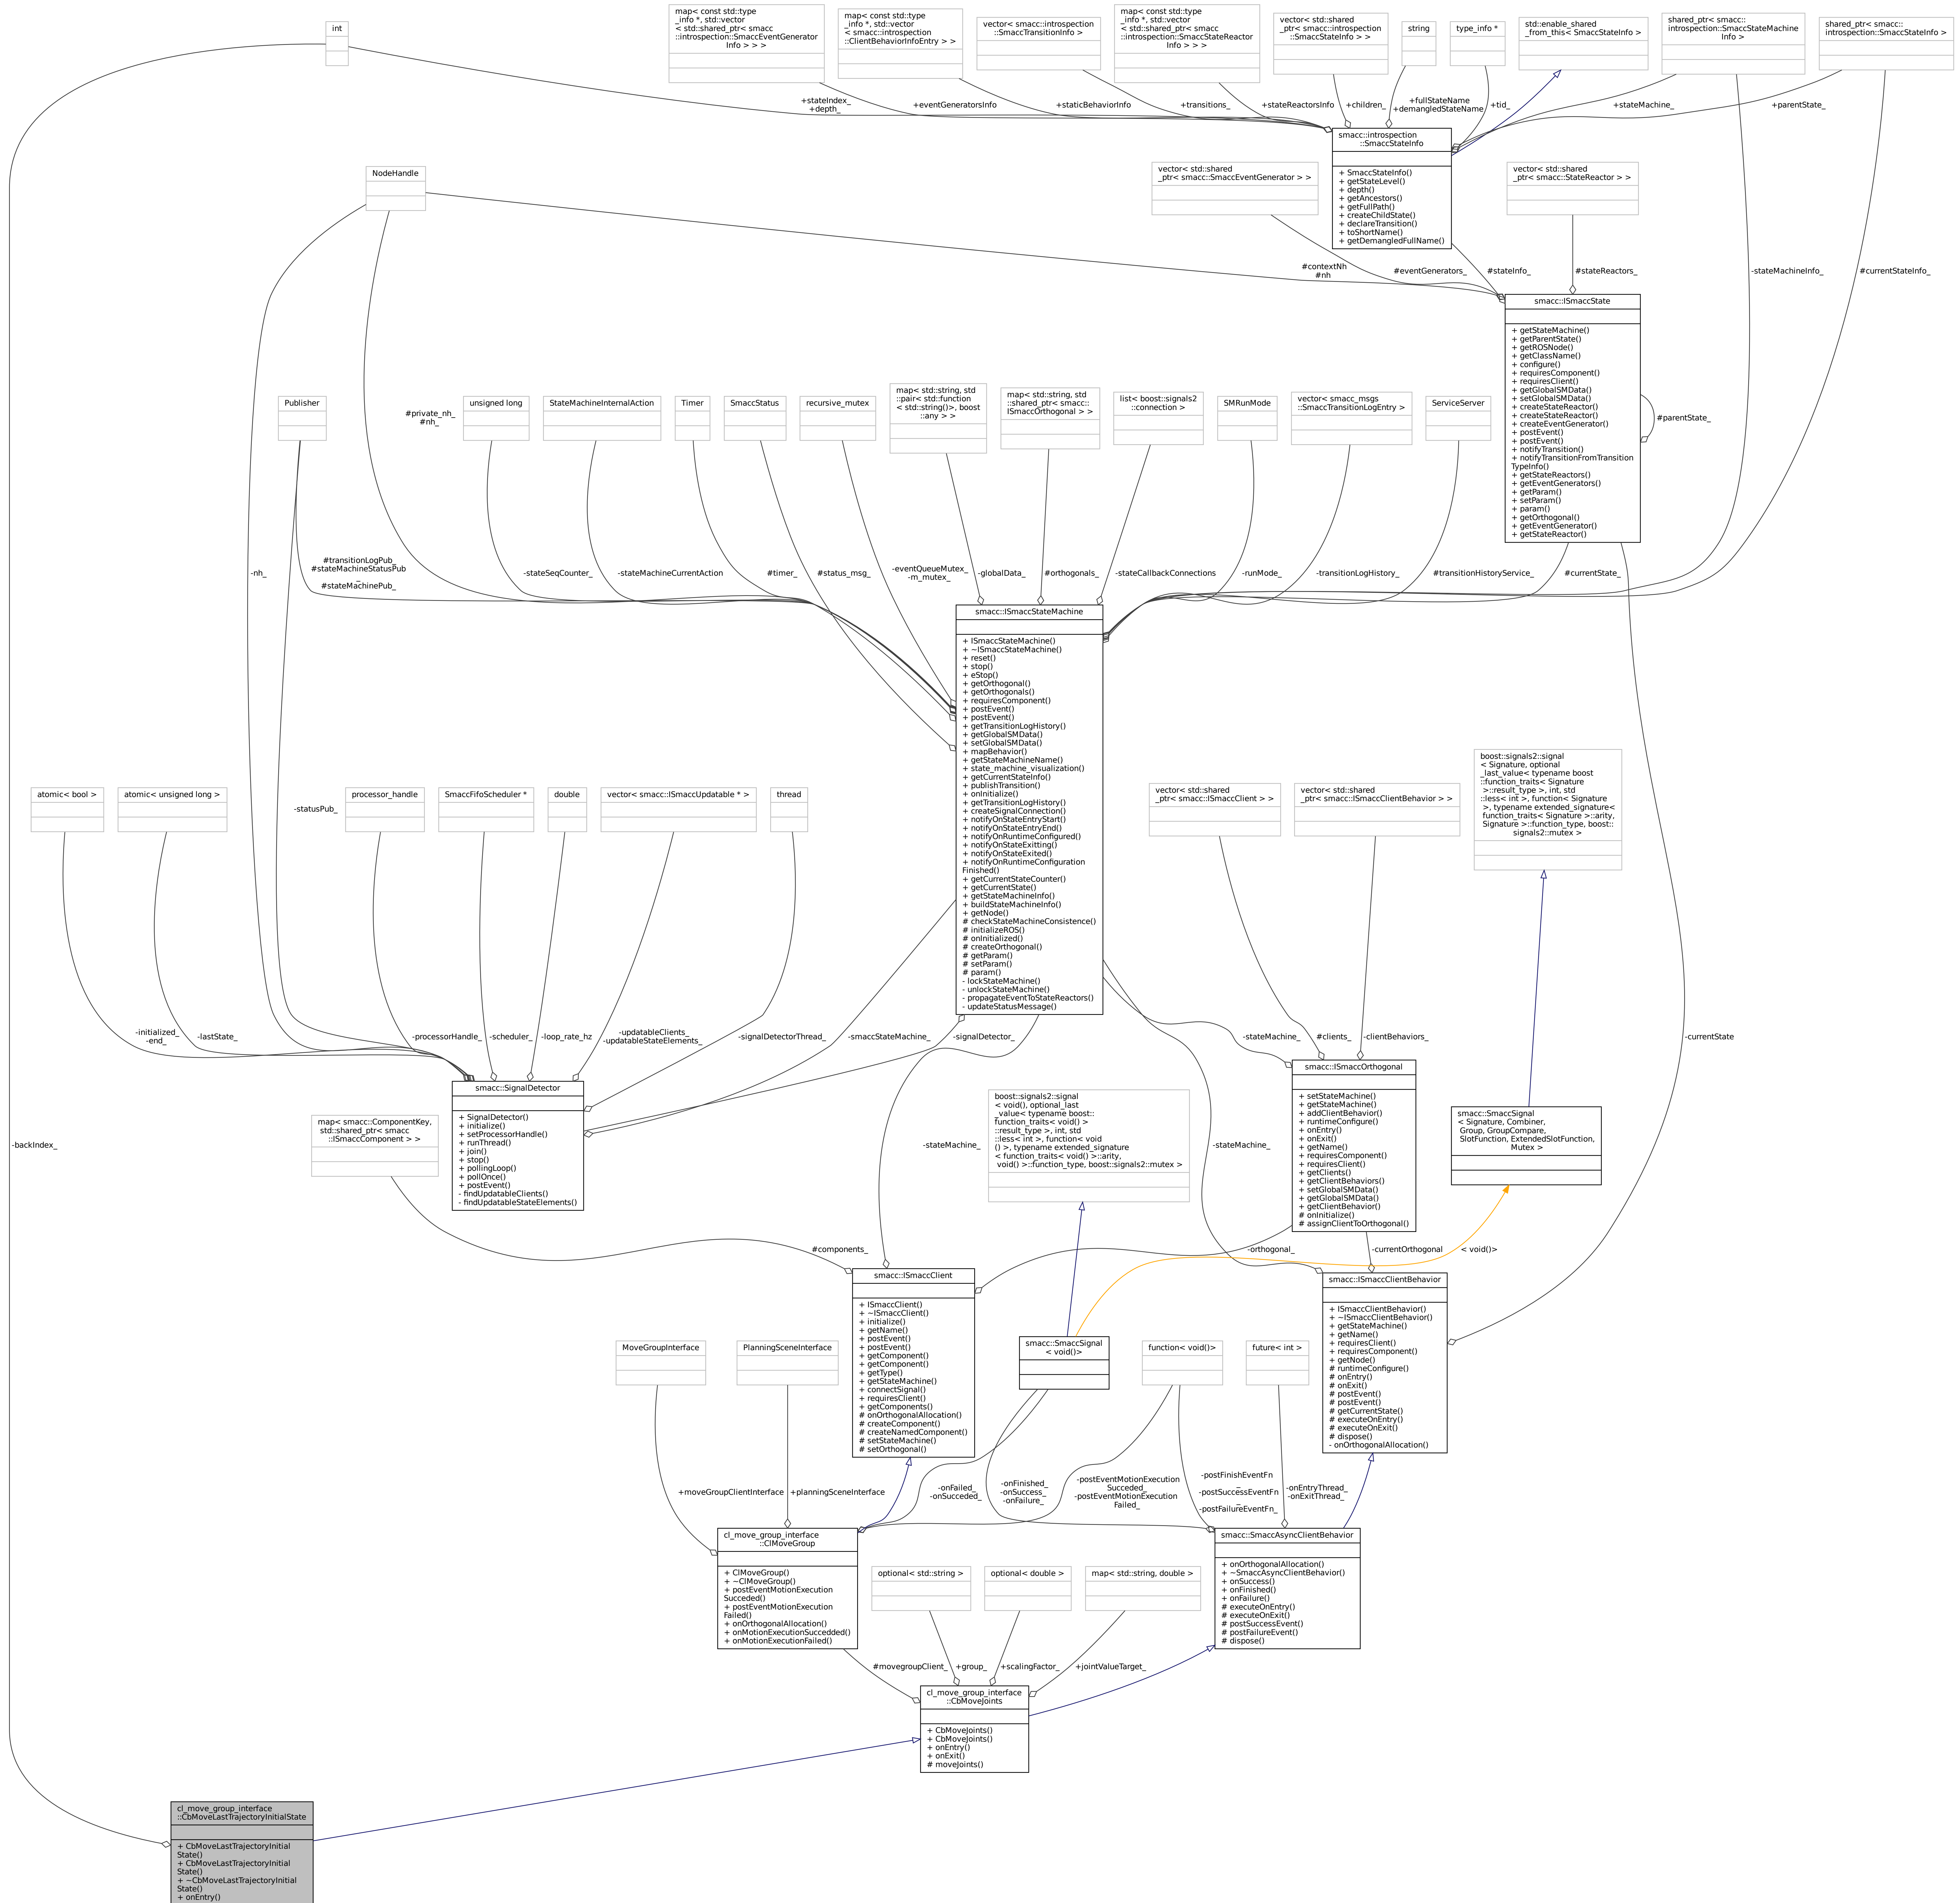 int
map< const std::type
_info *, std::vector
< std::shared_ptr< smacc
::introspection::SmaccEventGenerator
Info > > >
map< const std::type
_info *, std::vector
< smacc::introspection
::ClientBehaviorInfoEntry > >
vector< smacc::introspection
::SmaccTransitionInfo >
map< const std::type
_info *, std::vector
< std::shared_ptr< smacc
::introspection::SmaccStateReactor
Info > > >
vector< std::shared
_ptr< smacc::introspection
::SmaccStateInfo > >
string
type_info *
std::enable_shared
_from_this< SmaccStateInfo >
shared_ptr< smacc::
introspection::SmaccStateMachine
Info >
shared_ptr< smacc::
introspection::SmaccStateInfo >
+stateIndex_
+depth_
+eventGeneratorsInfo
+staticBehaviorInfo
+transitions_
+stateReactorsInfo
+children_
+fullStateName
+demangledStateName
+tid_
+stateMachine_
+parentState_
smacc::introspection
::SmaccStateInfo
+ SmaccStateInfo()
+ getStateLevel()
+ depth()
+ getAncestors()
+ getFullPath()
+ createChildState()
+ declareTransition()
+ toShortName()
+ getDemangledFullName()
NodeHandle
vector< std::shared
_ptr< smacc::SmaccEventGenerator > >
vector< std::shared
_ptr< smacc::StateReactor > >
#contextNh
#nh
#eventGenerators_
#stateInfo_
#stateReactors_
-stateMachineInfo_
#currentStateInfo_
smacc::ISmaccState
+ getStateMachine()
+ getParentState()
+ getROSNode()
+ getClassName()
+ configure()
+ requiresComponent()
+ requiresClient()
+ getGlobalSMData()
+ setGlobalSMData()
+ createStateReactor()
+ createStateReactor()
+ createEventGenerator()
+ postEvent()
+ postEvent()
+ notifyTransition()
+ notifyTransitionFromTransition
TypeInfo()
+ getStateReactors()
+ getEventGenerators()
+ getParam()
+ setParam()
+ param()
+ getOrthogonal()
+ getEventGenerator()
+ getStateReactor()
#parentState_
Publisher
#private_nh_
#nh_
unsigned long
StateMachineInternalAction
Timer
SmaccStatus
recursive_mutex
map< std::string, std
::pair< std::function
< std::string()>, boost
::any > >
map< std::string, std
::shared_ptr< smacc::
ISmaccOrthogonal > >
list< boost::signals2
::connection >
SMRunMode
vector< smacc_msgs
::SmaccTransitionLogEntry >
ServiceServer
-nh_
#transitionLogPub_
#stateMachineStatusPub
_
#stateMachinePub_
-stateSeqCounter_
-stateMachineCurrentAction
#timer_
#status_msg_
-eventQueueMutex_
-m_mutex_
-globalData_
#orthogonals_
-stateCallbackConnections
-runMode_
-transitionLogHistory_
#transitionHistoryService_
#currentState_
smacc::ISmaccStateMachine
+ ISmaccStateMachine()
+ ~ISmaccStateMachine()
+ reset()
+ stop()
+ eStop()
+ getOrthogonal()
+ getOrthogonals()
+ requiresComponent()
+ postEvent()
+ postEvent()
+ getTransitionLogHistory()
+ getGlobalSMData()
+ setGlobalSMData()
+ mapBehavior()
+ getStateMachineName()
+ state_machine_visualization()
+ getCurrentStateInfo()
+ publishTransition()
+ onInitialize()
+ getTransitionLogHistory()
+ createSignalConnection()
+ notifyOnStateEntryStart()
+ notifyOnStateEntryEnd()
+ notifyOnRuntimeConfigured()
+ notifyOnStateExitting()
+ notifyOnStateExited()
+ notifyOnRuntimeConfiguration
Finished()
+ getCurrentStateCounter()
+ getCurrentState()
+ getStateMachineInfo()
+ buildStateMachineInfo()
+ getNode()
# checkStateMachineConsistence()
# initializeROS()
# onInitialized()
# createOrthogonal()
# getParam()
# setParam()
# param()
- lockStateMachine()
- unlockStateMachine()
- propagateEventToStateReactors()
- updateStatusMessage()
boost::signals2::signal
< Signature, optional
_last_value< typename boost
::function_traits< Signature
>::result_type >, int, std
::less< int >, function< Signature
>, typename extended_signature<
function_traits< Signature >::arity,
Signature >::function_type, boost::
signals2::mutex >
atomic< bool >
atomic< unsigned long >
-statusPub_
processor_handle
SmaccFifoScheduler *
double
vector< smacc::ISmaccUpdatable * >
thread
vector< std::shared
_ptr< smacc::ISmaccClient > >
vector< std::shared
_ptr< smacc::ISmaccClientBehavior > >
-initialized_
-end_
-lastState_
-processorHandle_
-scheduler_
-loop_rate_hz
-updatableClients_
-updatableStateElements_
-signalDetectorThread_
-smaccStateMachine_
-signalDetector_
-stateMachine_
#clients_
-clientBehaviors_
-currentState
smacc::SignalDetector
+ SignalDetector()
+ initialize()
+ setProcessorHandle()
+ runThread()
+ join()
+ stop()
+ pollingLoop()
+ pollOnce()
+ postEvent()
- findUpdatableClients()
- findUpdatableStateElements()
smacc::ISmaccOrthogonal
+ setStateMachine()
+ getStateMachine()
+ addClientBehavior()
+ runtimeConfigure()
+ onEntry()
+ onExit()
+ getName()
+ requiresComponent()
+ requiresClient()
+ getClients()
+ getClientBehaviors()
+ setGlobalSMData()
+ getGlobalSMData()
+ getClientBehavior()
# onInitialize()
# assignClientToOrthogonal()
map< smacc::ComponentKey,
std::shared_ptr< smacc
::ISmaccComponent > >
boost::signals2::signal
< void(), optional_last
_value< typename boost::
function_traits< void()
>::result_type >, int, std
::less< int >, function< void
() >, typename extended_signature
< function_traits< void() >::arity,
void() >::function_type, boost::signals2::mutex >
smacc::SmaccSignal
< Signature, Combiner,
Group, GroupCompare,
SlotFunction, ExtendedSlotFunction,
Mutex >
-backIndex_
-stateMachine_
-stateMachine_
#components_
-orthogonal_
-currentOrthogonal
< void()>
smacc::ISmaccClient
+ ISmaccClient()
+ ~ISmaccClient()
+ initialize()
+ getName()
+ postEvent()
+ postEvent()
+ getComponent()
+ getComponent()
+ getType()
+ getStateMachine()
+ connectSignal()
+ requiresClient()
+ getComponents()
# onOrthogonalAllocation()
# createComponent()
# createNamedComponent()
# setStateMachine()
# setOrthogonal()
smacc::ISmaccClientBehavior
+ ISmaccClientBehavior()
+ ~ISmaccClientBehavior()
+ getStateMachine()
+ getName()
+ requiresClient()
+ requiresComponent()
+ getNode()
# runtimeConfigure()
# onEntry()
# onExit()
# postEvent()
# postEvent()
# getCurrentState()
# executeOnEntry()
# executeOnExit()
# dispose()
- onOrthogonalAllocation()
MoveGroupInterface
PlanningSceneInterface
smacc::SmaccSignal
< void()>
function< void()>
future< int >
+moveGroupClientInterface
+planningSceneInterface
-onFailed_
-onSucceded_
-onFinished_
-onSuccess_
-onFailure_
-postEventMotionExecution
Succeded_
-postEventMotionExecution
Failed_
-postFinishEventFn
_
-postSuccessEventFn
_
-postFailureEventFn_
-onEntryThread_
-onExitThread_
cl_move_group_interface
::ClMoveGroup
+ ClMoveGroup()
+ ~ClMoveGroup()
+ postEventMotionExecution
Succeded()
+ postEventMotionExecution
Failed()
+ onOrthogonalAllocation()
+ onMotionExecutionSuccedded()
+ onMotionExecutionFailed()
smacc::SmaccAsyncClientBehavior
+ onOrthogonalAllocation()
+ ~SmaccAsyncClientBehavior()
+ onSuccess()
+ onFinished()
+ onFailure()
# executeOnEntry()
# executeOnExit()
# postSuccessEvent()
# postFailureEvent()
# dispose()
optional< std::string >
optional< double >
map< std::string, double >
#movegroupClient_
+group_
+scalingFactor_
+jointValueTarget_
cl_move_group_interface
::CbMoveJoints
+ CbMoveJoints()
+ CbMoveJoints()
+ onEntry()
+ onExit()
# moveJoints()
cl_move_group_interface
::CbMoveLastTrajectoryInitialState
+ CbMoveLastTrajectoryInitial
State()
+ CbMoveLastTrajectoryInitial
State()
+ ~CbMoveLastTrajectoryInitial
State()
+ onEntry()